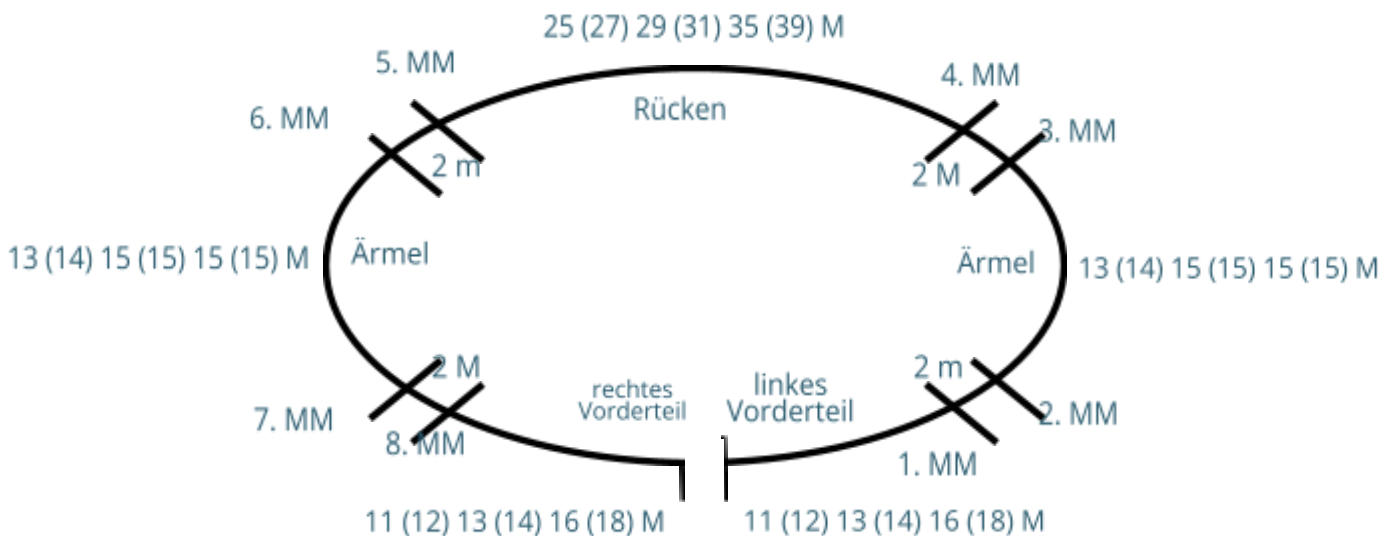 25 (27) 29 (31) 35 (39) M
5. MM
4. MM
6. MM
Rücken
3. MM
2 m
2 M
13 (14) 15 (15) 15 (15) M
Ärmel
Ärmel
13 (14) 15 (15) 15 (15) M
2 M
rechtes
Vorderteil
linkes
Vorderteil
2 m
7. MM
8. MM
2. MM
1. MM
11 (12) 13 (14) 16 (18) M
11 (12) 13 (14) 16 (18) M